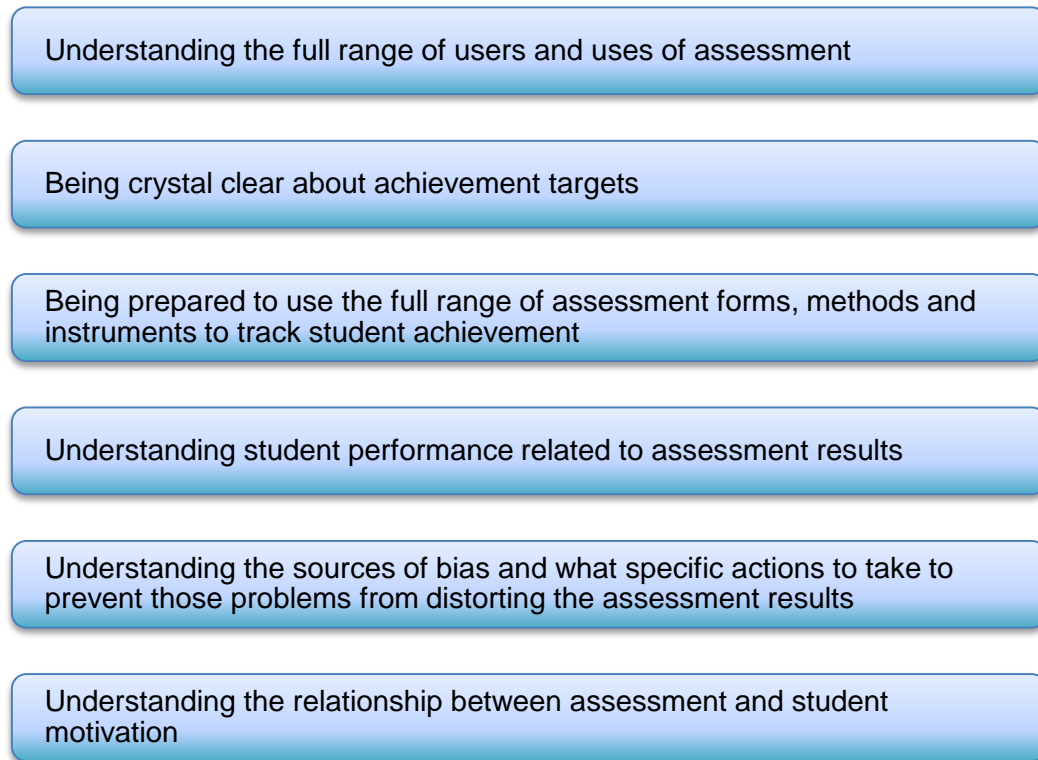 Understanding the full range of users and uses of assessment
Being crystal clear about achievement targets
Being prepared to use the full range of assessment forms, methods and
instruments to track student achievement
Understanding student performance related to assessment results
Understanding the sources of bias and what specific actions to take to
prevent those problems from distorting the assessment results
Understanding the relationship between assessment and student
motivation